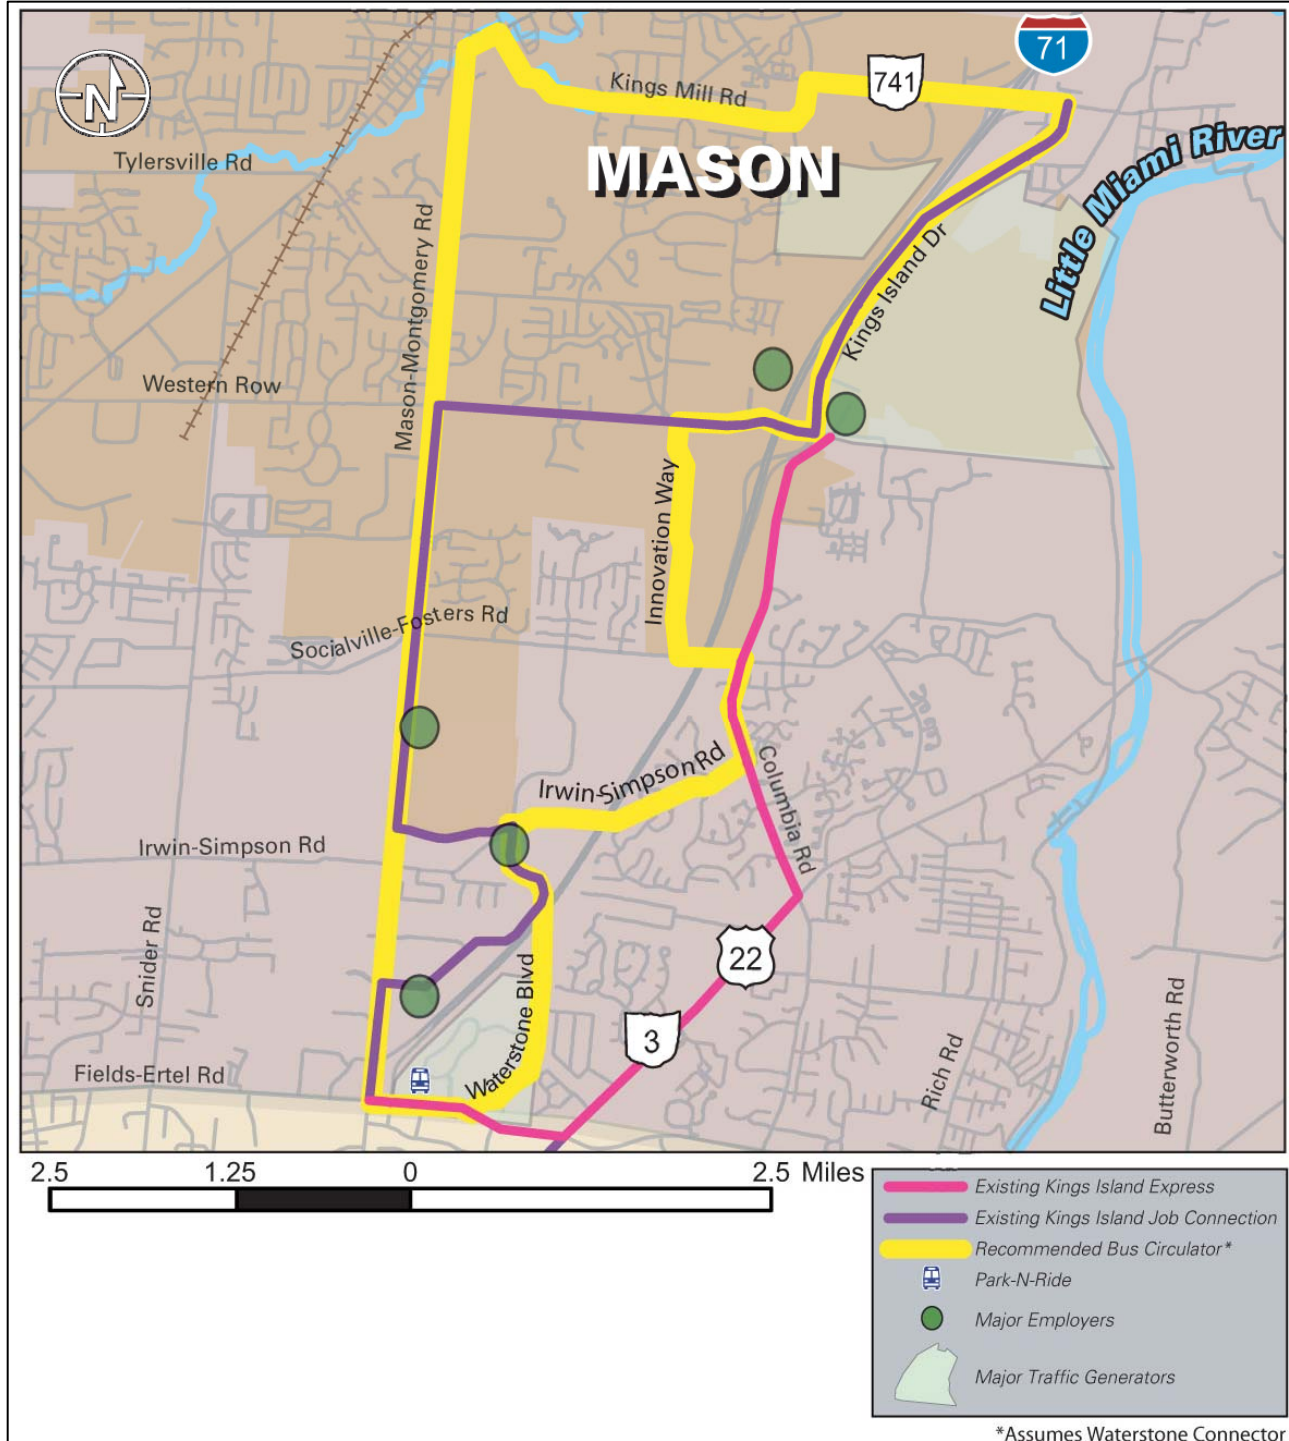 71
741
Kings Mill Rd
N
MASON
Little Miami River
Tylersville Rd
Mason-Montgomery Rd
Kings Island Dr
Western Row
Innovation Way
Socialville-Fosters Rd
Irwin-Simpson Rd
Columbia Rd
Irwin-Simpson Rd
Snider Rd
22
Waterstone Blvd
3
Butterworth Rd
Rich Rd
Fields-Ertel Rd
2.5 1.25 0 2.5 Miles
Existing Kings Island Express
Existing Kings Island Job Connection
Recommended Bus Circulator*
Park-N-Ride
Major Employers
Major Traffic Generators
*Assumes Waterstone Connector